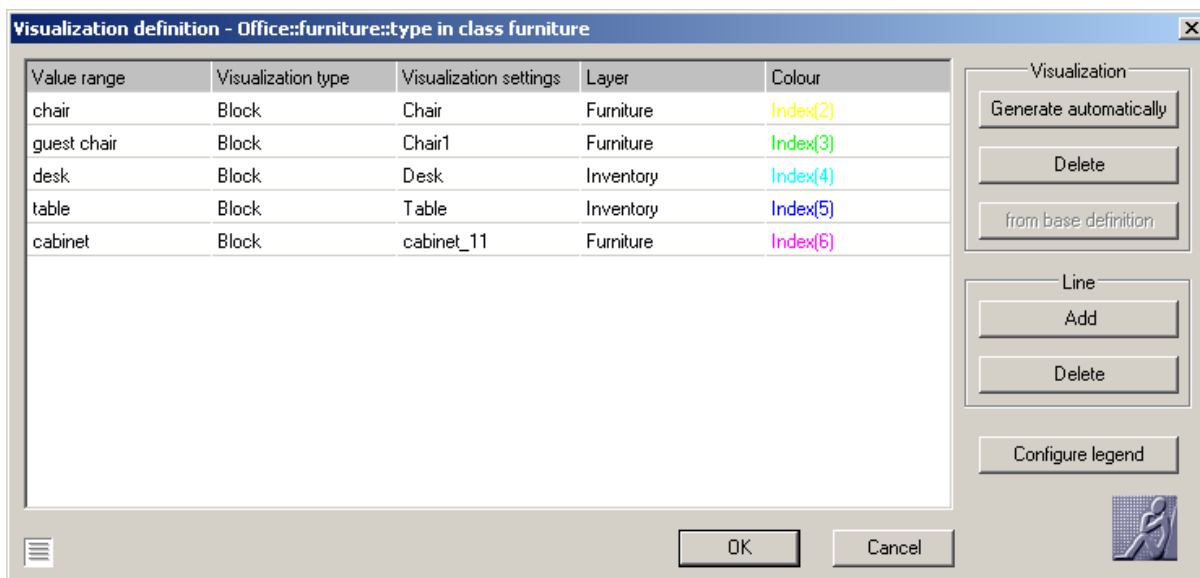 Visualization definition - Office::furniture::type in class furniture
Value range Visualization type Visualization settings Layer Colour
chair Block Chair Furniture Index(2)
guest chair Block Chair1 Furniture Index(3)
desk Block Desk Inventory Index(4)
table Block Table Inventory Index(5)
cabinet Block cabinet_11 Furniture Index(6)
Visualization
Generate automatically
Delete
from base definition
Line
Add
Delete
Configure legend
OK Cancel